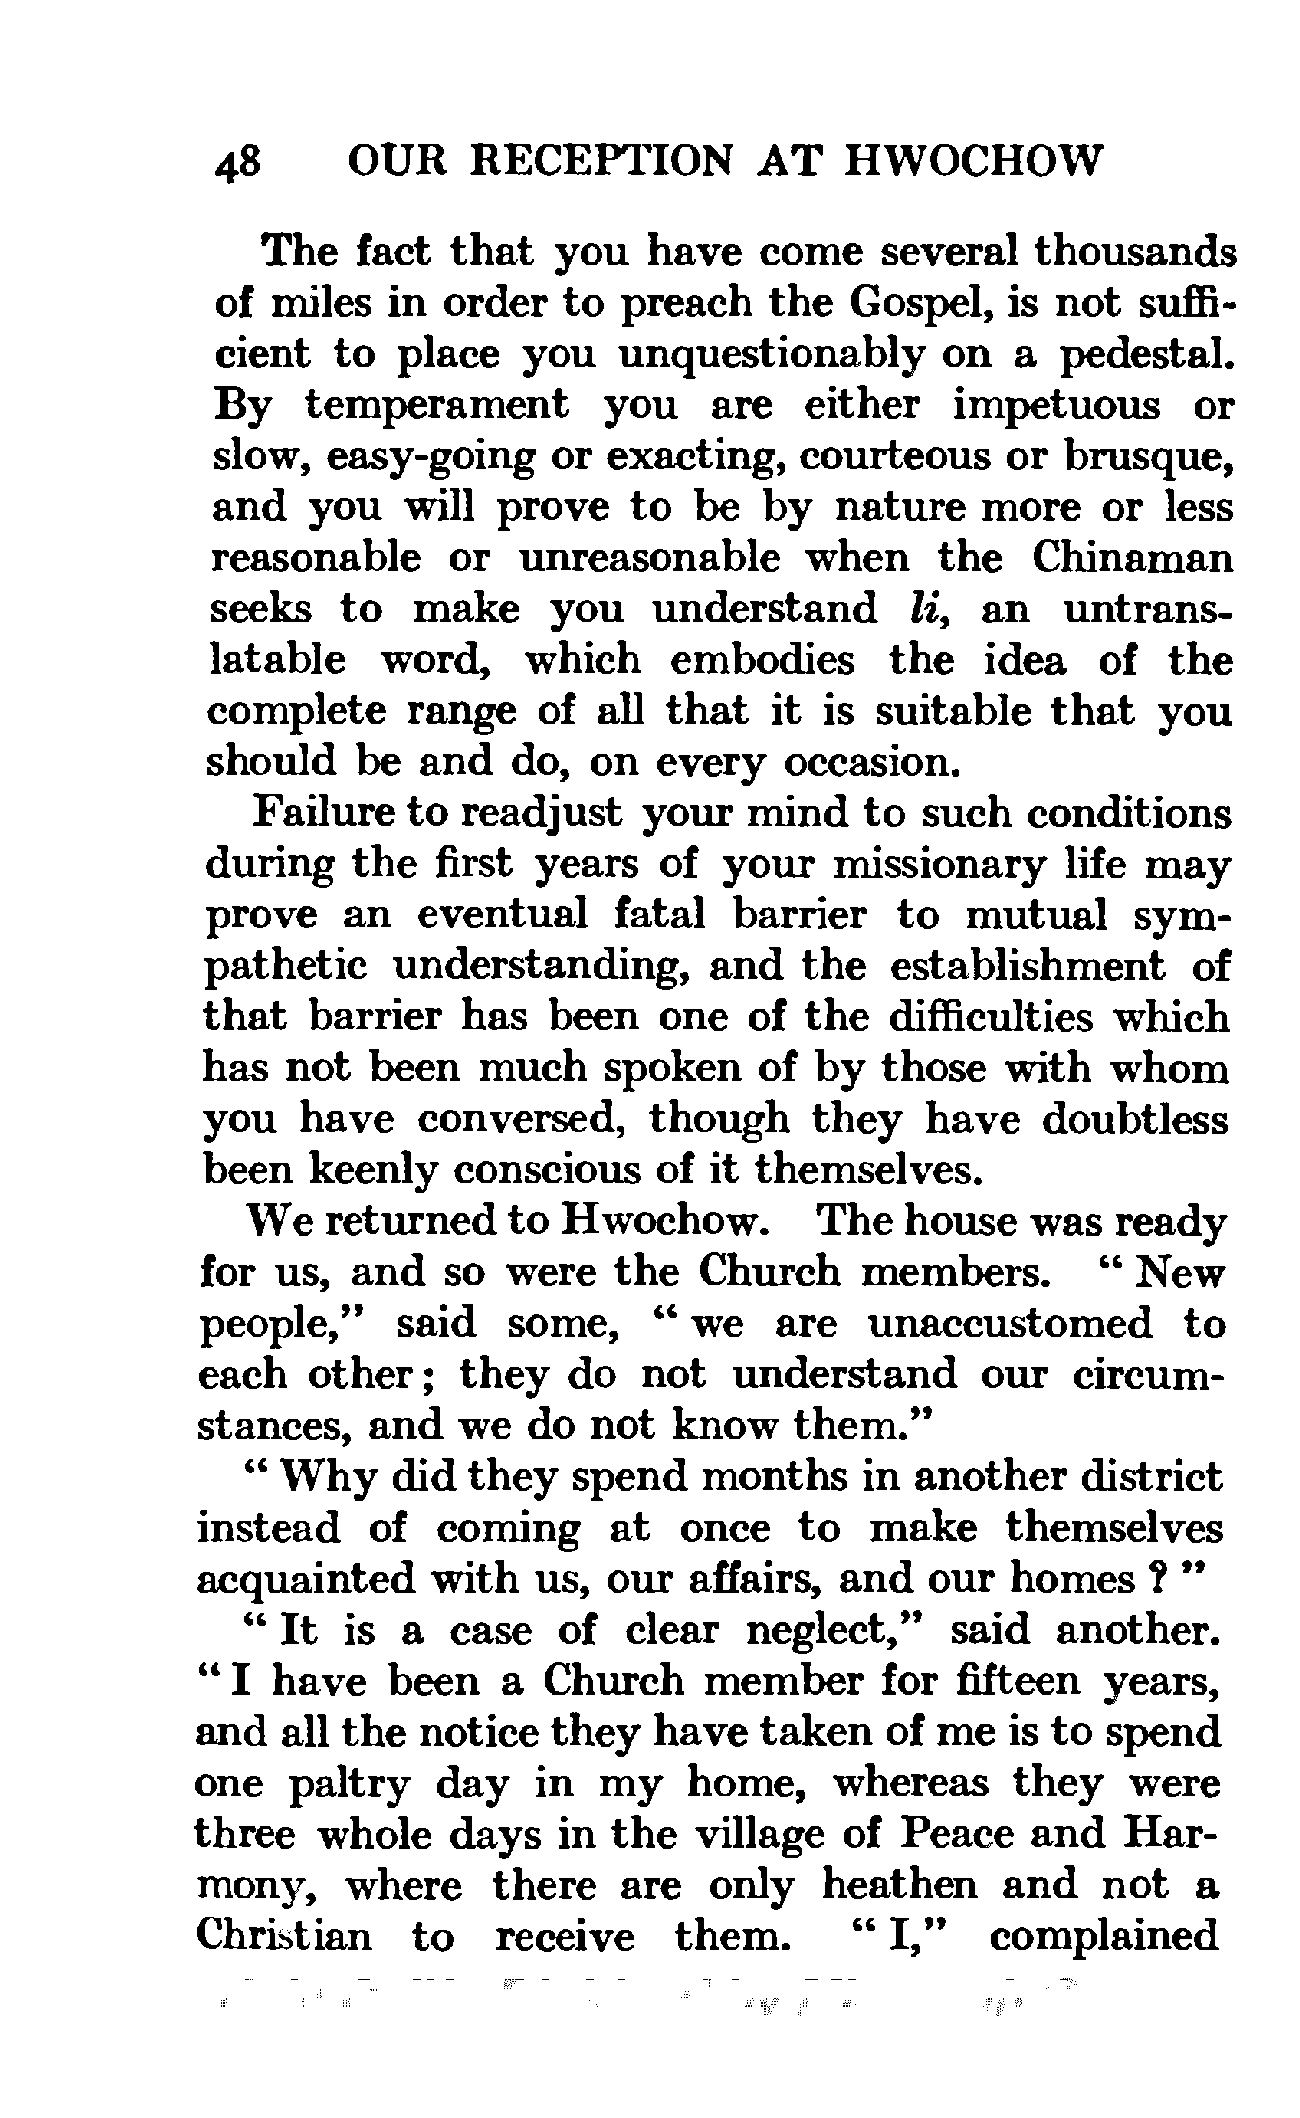 48 OUR RECEPTION AT HWOCHOW
The fact that you have come several thousands
of miles in order to preach the Gospel, is not suffi-
cient to place you unquestionably on a pedestal.
By temperament you are either impetuous or
slow, easy-going or exacting, courteous or brusque,
and you will prove to be by nature more or less
reasonable or unreasonable when the Chinaman
seeks to make you understand li, an untrans-
latable word, which embodies the idea of the
complete range of all that it is suitable that you
should be and do, on every occasion.
Failure to readjust your mind to such conditions
during the first years of your missionary life may
prove an eventual fatal barrier to mutual sym-
pathetic understanding, and the establishment of
that barrier has been one of the difficulties which
has not been much spoken of by those with whom
you have conversed, though they have doubtless
been keenly conscious of it themselves.
We returned to Hwochow. The house was ready
for us, and so were the Church members. “ New
people,” said some, “ we are unaccustomed to
each other ; they do not understand our circum-
stances, and we do not know them.”
“ Why did they spend months in another district
instead of coming at once to make themselves
acquainted with us, our affairs, and our homes ? ”
“ It is a case of clear neglect,” said another.
“ I have been a Church member for fifteen years,
and all the notice they have taken of me is to spend
one paltry day in my home, whereas they were
three whole days in the village of Peace and Har-
mony, where there are only heathen and not a
Christian to receive them. “ I,” complained